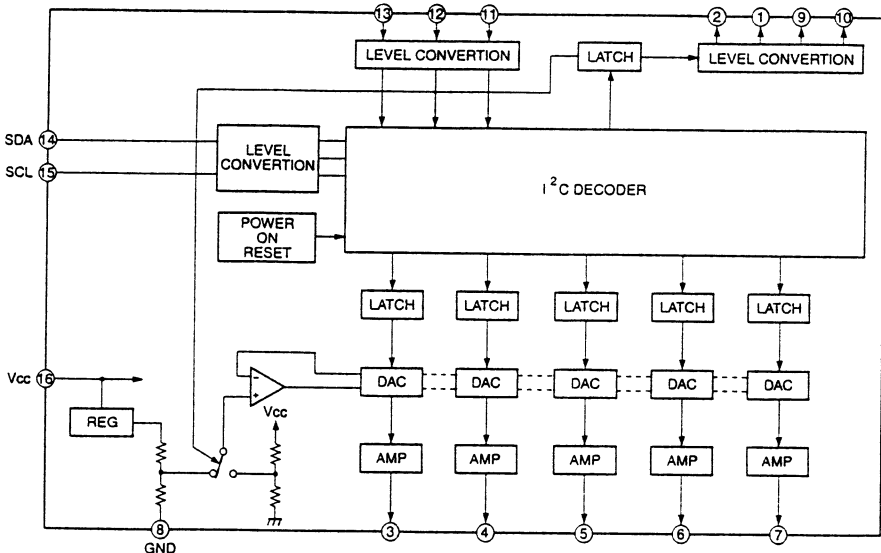 13 12 11 2 1 9 10
LEVEL CONVERTION
LATCH
LEVEL CONVERTION
SDA 14
LEVEL
CONVERTION
SCL 15
I²C DECODER
POWER
ON
RESET
LATCH LATCH LATCH LATCH LATCH
Vcc 16
DAC DAC DAC DAC DAC
-
+
Vcc
REG
AMP AMP AMP AMP AMP
8 3 4 5 6 7
GND